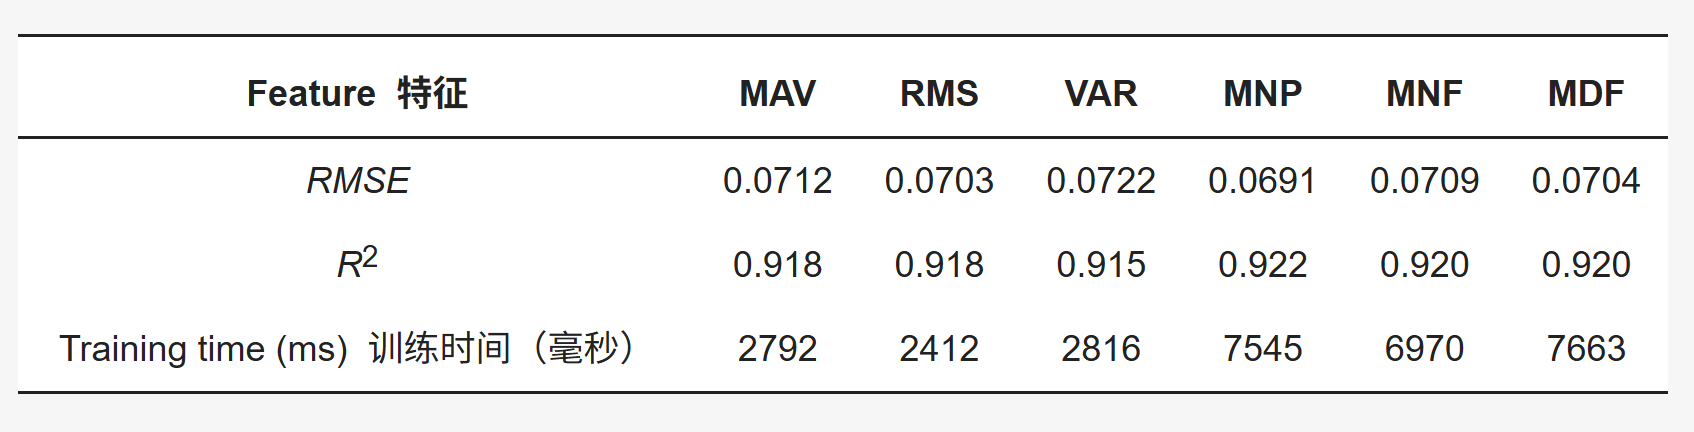 Feature 特征 MAV RMS VAR MNP MNF MDF
RMSE 0.0712 0.0703 0.0722 0.0691 0.0709 0.0704
R2 0.918 0.918 0.915 0.922 0.920 0.920
Training time (ms) 训练时间（毫秒） 2792 2412 2816 7545 6970 7663